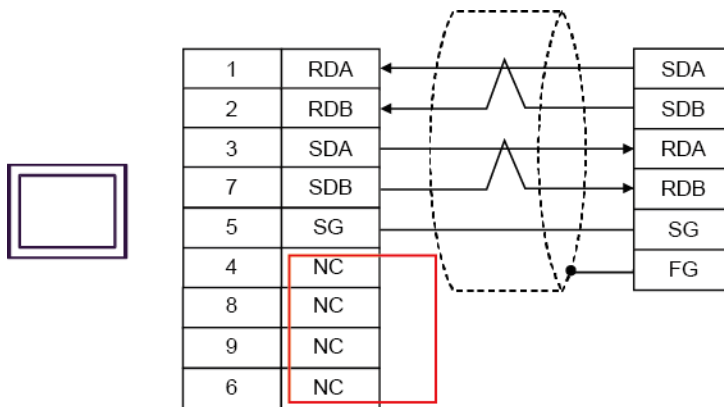 1 RDA SDA
2 RDB SDB
3 SDA RDA
7 SDB RDB
5 SG SG
4 NC FG
8 NC
9 NC
6 NC